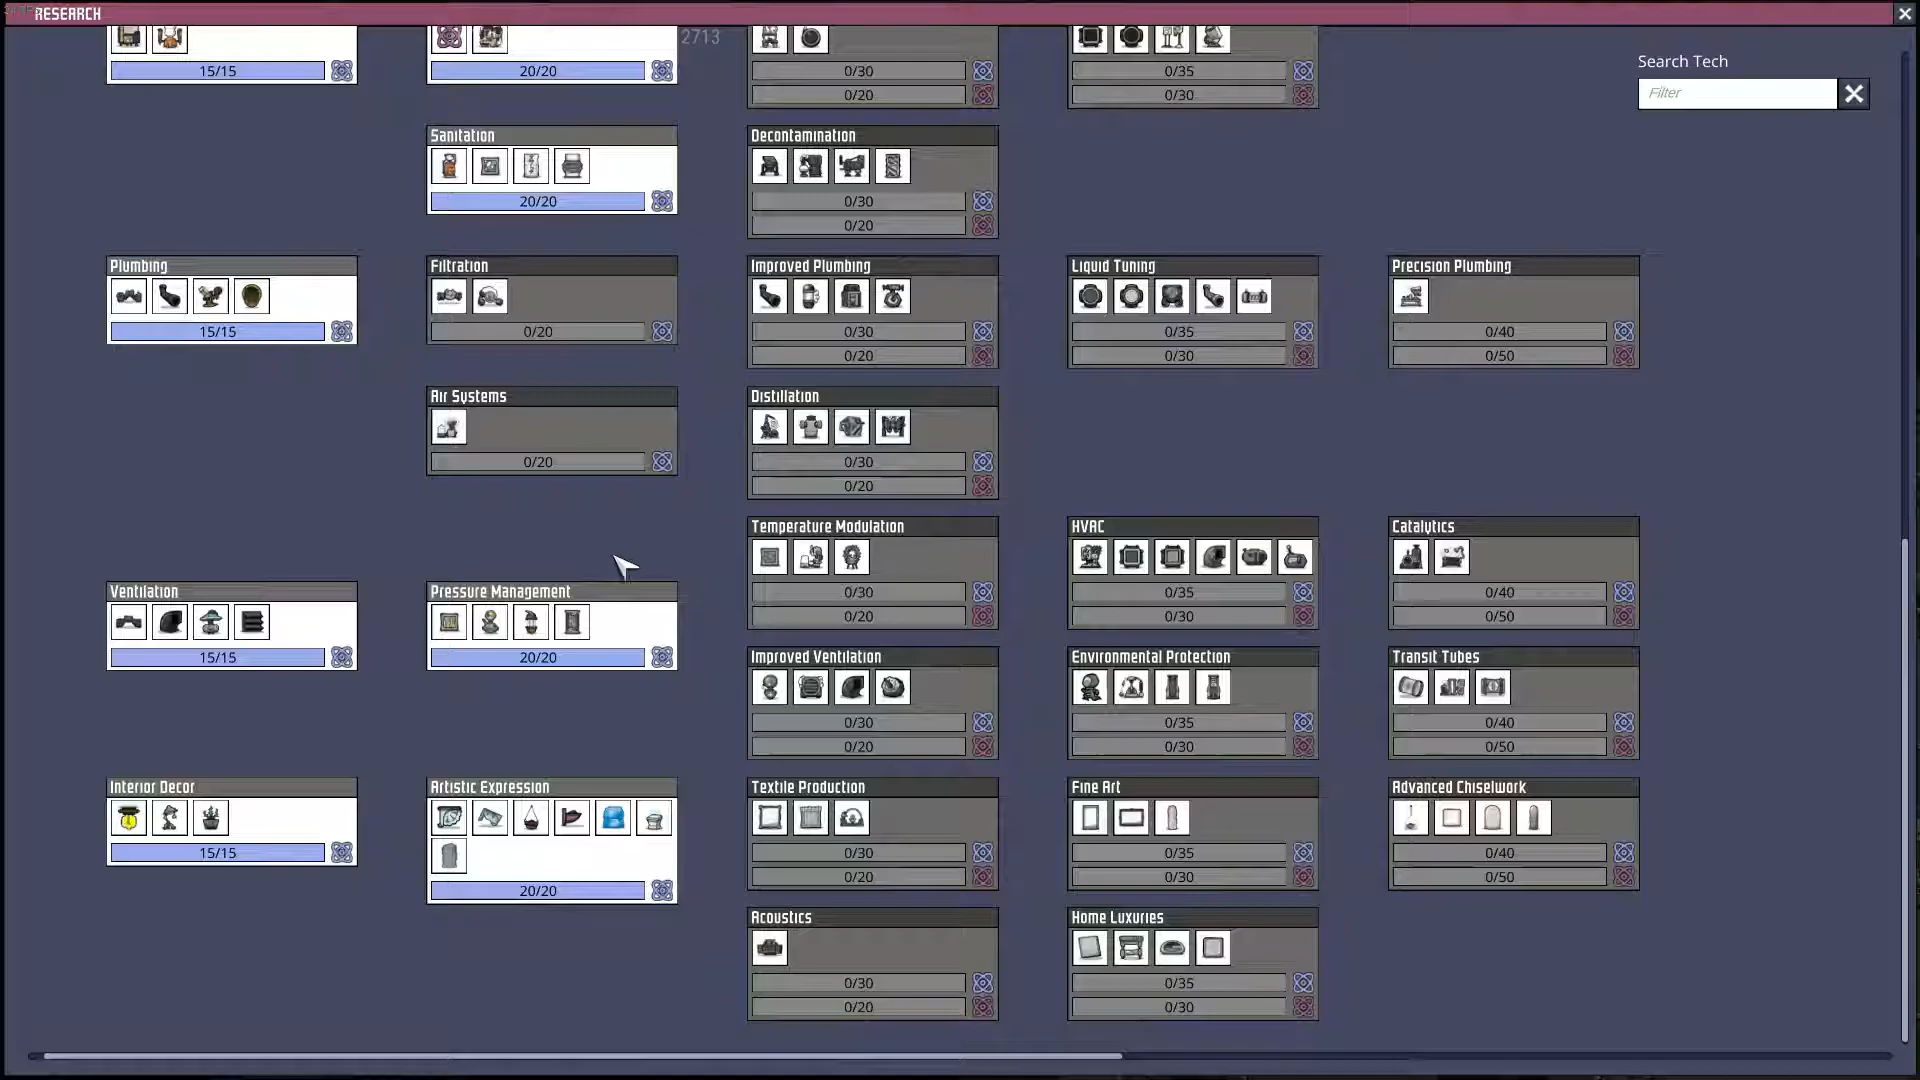 RESEARCH
2713
Search Tech
Filter
15/15
20/20
0/30
0/35
0/20
0/30
Sanitation
Decontamination
20/20
0/30
0/20
Plumbing
Filtration
Improved Plumbing
Liquid Tuning
Precision Plumbing
15/15
0/20
0/30
0/35
0/40
0/20
0/30
0/50
Air Systems
Distillation
0/20
0/30
0/20
Temperature Modulation
HVAC
Catalytics
0/30
0/35
0/40
0/20
0/30
0/50
Ventilation
Pressure Management
15/15
20/20
Improved Ventilation
Environmental Protection
Transit Tubes
0/30
0/35
0/40
0/20
0/30
0/50
Interior Decor
Artistic Expression
Textile Production
Fine Art
Advanced Chiselwork
15/15
20/20
0/30
0/35
0/40
0/20
0/30
0/50
Acoustics
Home Luxuries
0/30
0/35
0/20
0/30